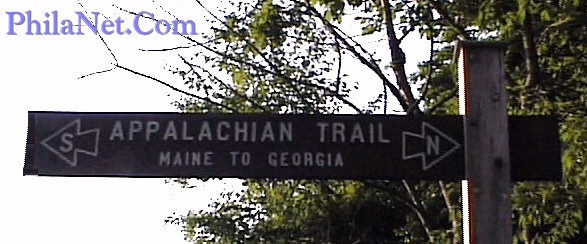 PhilaNet.Com
S APPALACHIAN TRAIL N
MAINE TO GEORGIA